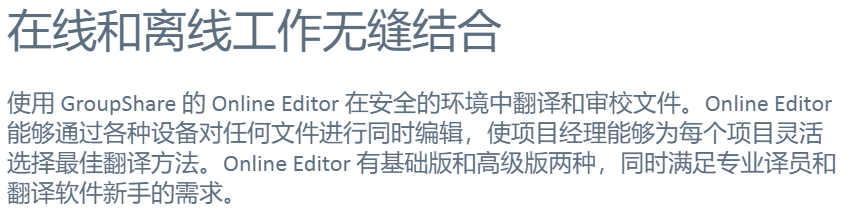 在线和离线工作无缝结合
使用 GroupShare 的 Online Editor 在安全的环境中翻译和审校文件。Online Editor
能够通过各种设备对任何文件进行同时编辑，使项目经理能够为每个项目灵活
选择最佳翻译方法。Online Editor 有基础版和高级版两种，同时满足专业译员和
翻译软件新手的需求。